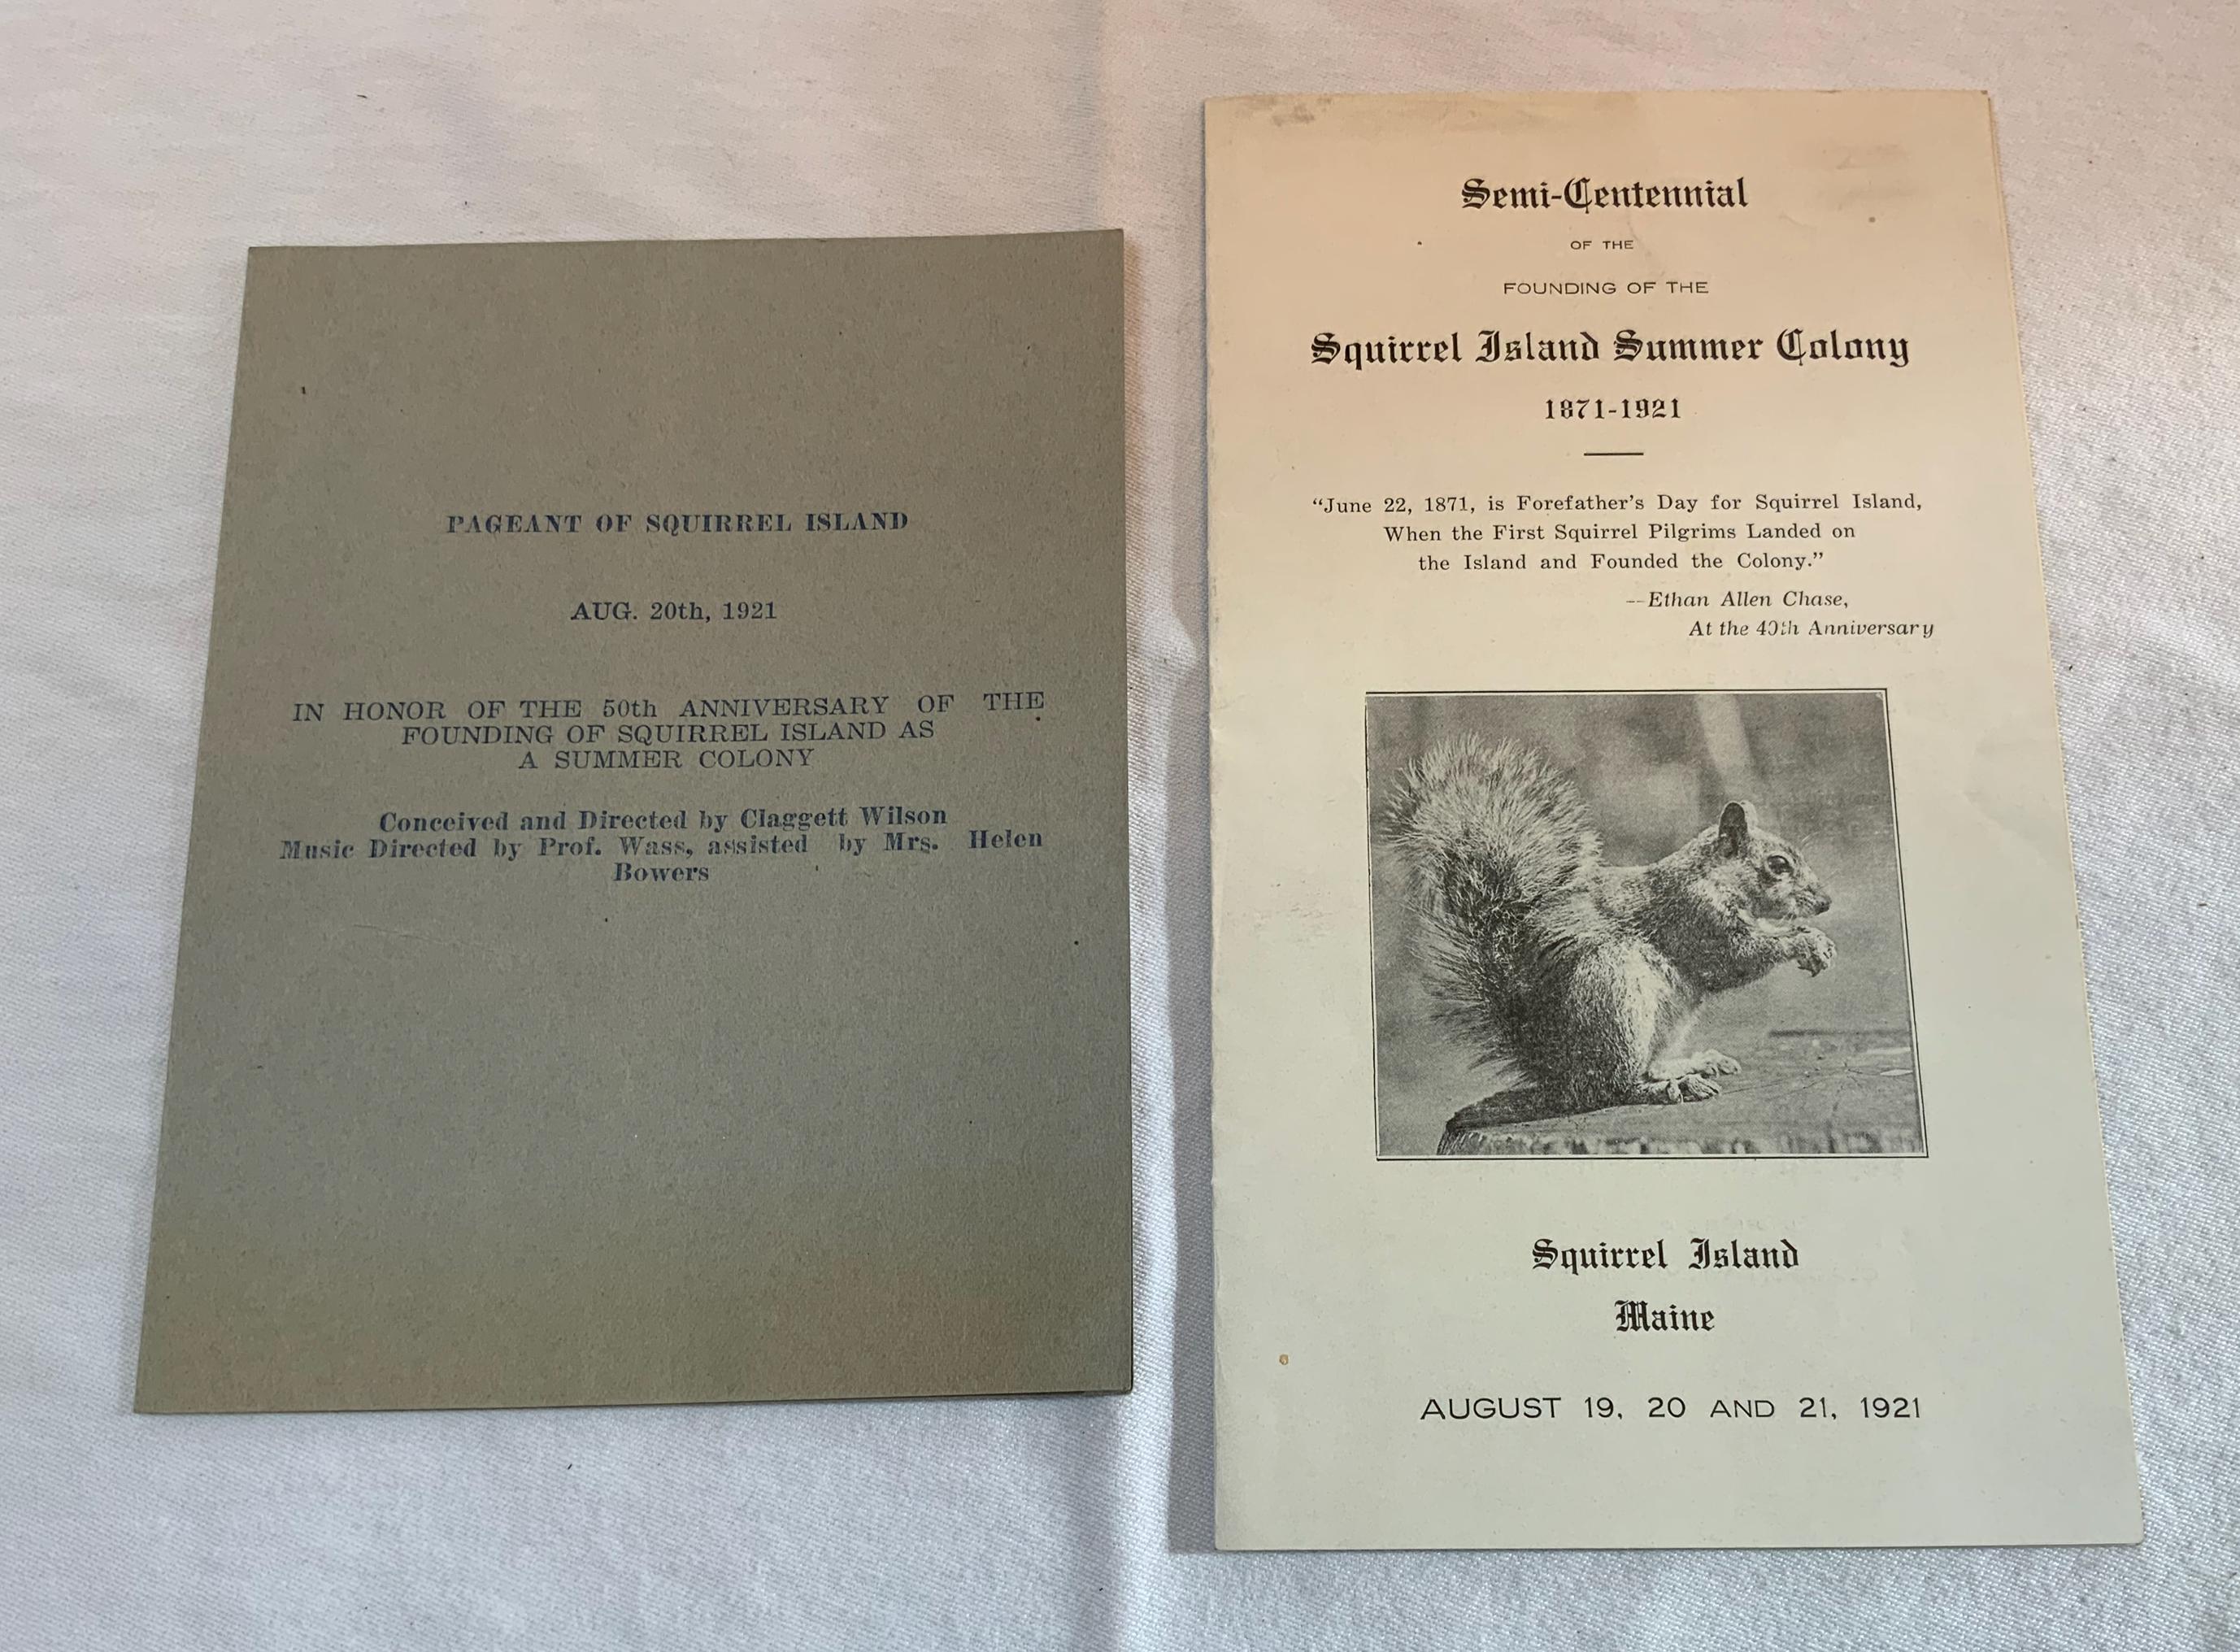 PAGEANT OF SQUIRREL ISLAND
AUG. 20th, 1921
IN HONOR OF THE 50th ANNIVERSARY OF THE
FOUNDING OF SQUIRREL ISLAND AS
A SUMMER COLONY
Conceived and Directed by Claggett Wilson
Music Directed by Prof. Wass, assisted by Mrs. Helen
Bowers
Semi-Centennial
OF THE
FOUNDING OF THE
Squirrel Island Summer Colony
1871-1921
“June 22, 1871, is Forefather’s Day for Squirrel Island,
When the First Squirrel Pilgrims Landed on
the Island and Founded the Colony.”
—Ethan Allen Chase,
At the 40th Anniversary
Squirrel Island
Maine
AUGUST 19, 20 AND 21, 1921